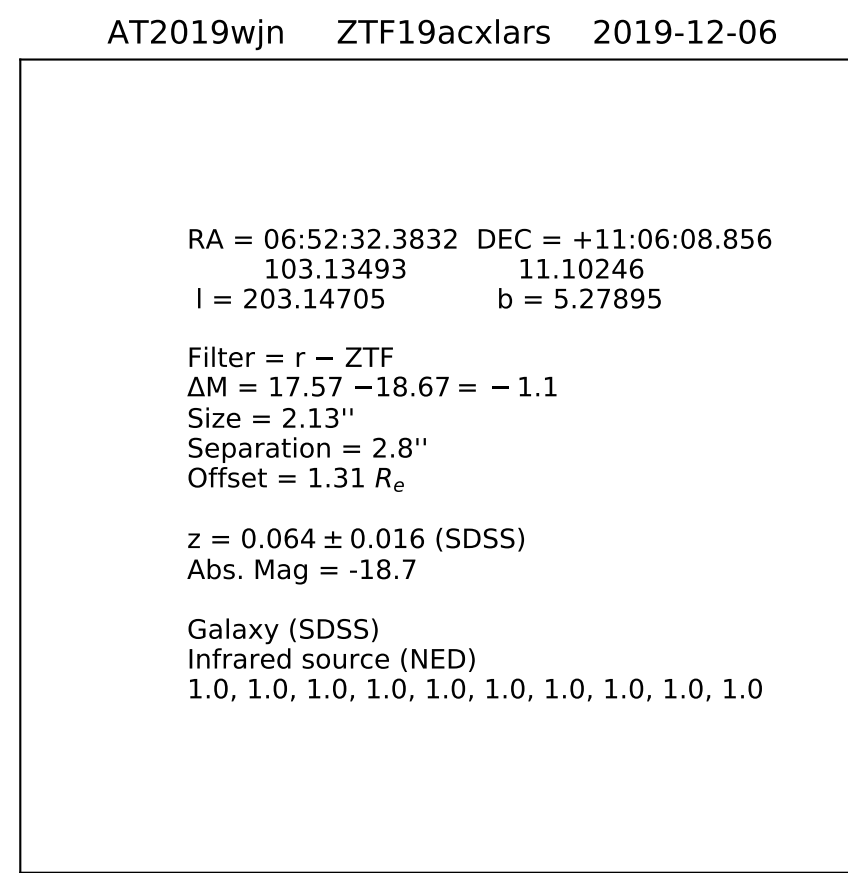 AT2019wjn ZTF19acxlars 2019-12-06
RA = 06:52:32.3832 DEC = +11:06:08.856
103.13493 11.10246
l = 203.14705 b = 5.27895
Filter = r − ZTF
ΔM = 17.57 −18.67 = − 1.1
Size = 2.13''
Separation = 2.8''
Offset = 1.31 Re
z = 0.064 ± 0.016 (SDSS)
Abs. Mag = -18.7
Galaxy (SDSS)
Infrared source (NED)
1.0, 1.0, 1.0, 1.0, 1.0, 1.0, 1.0, 1.0, 1.0, 1.0